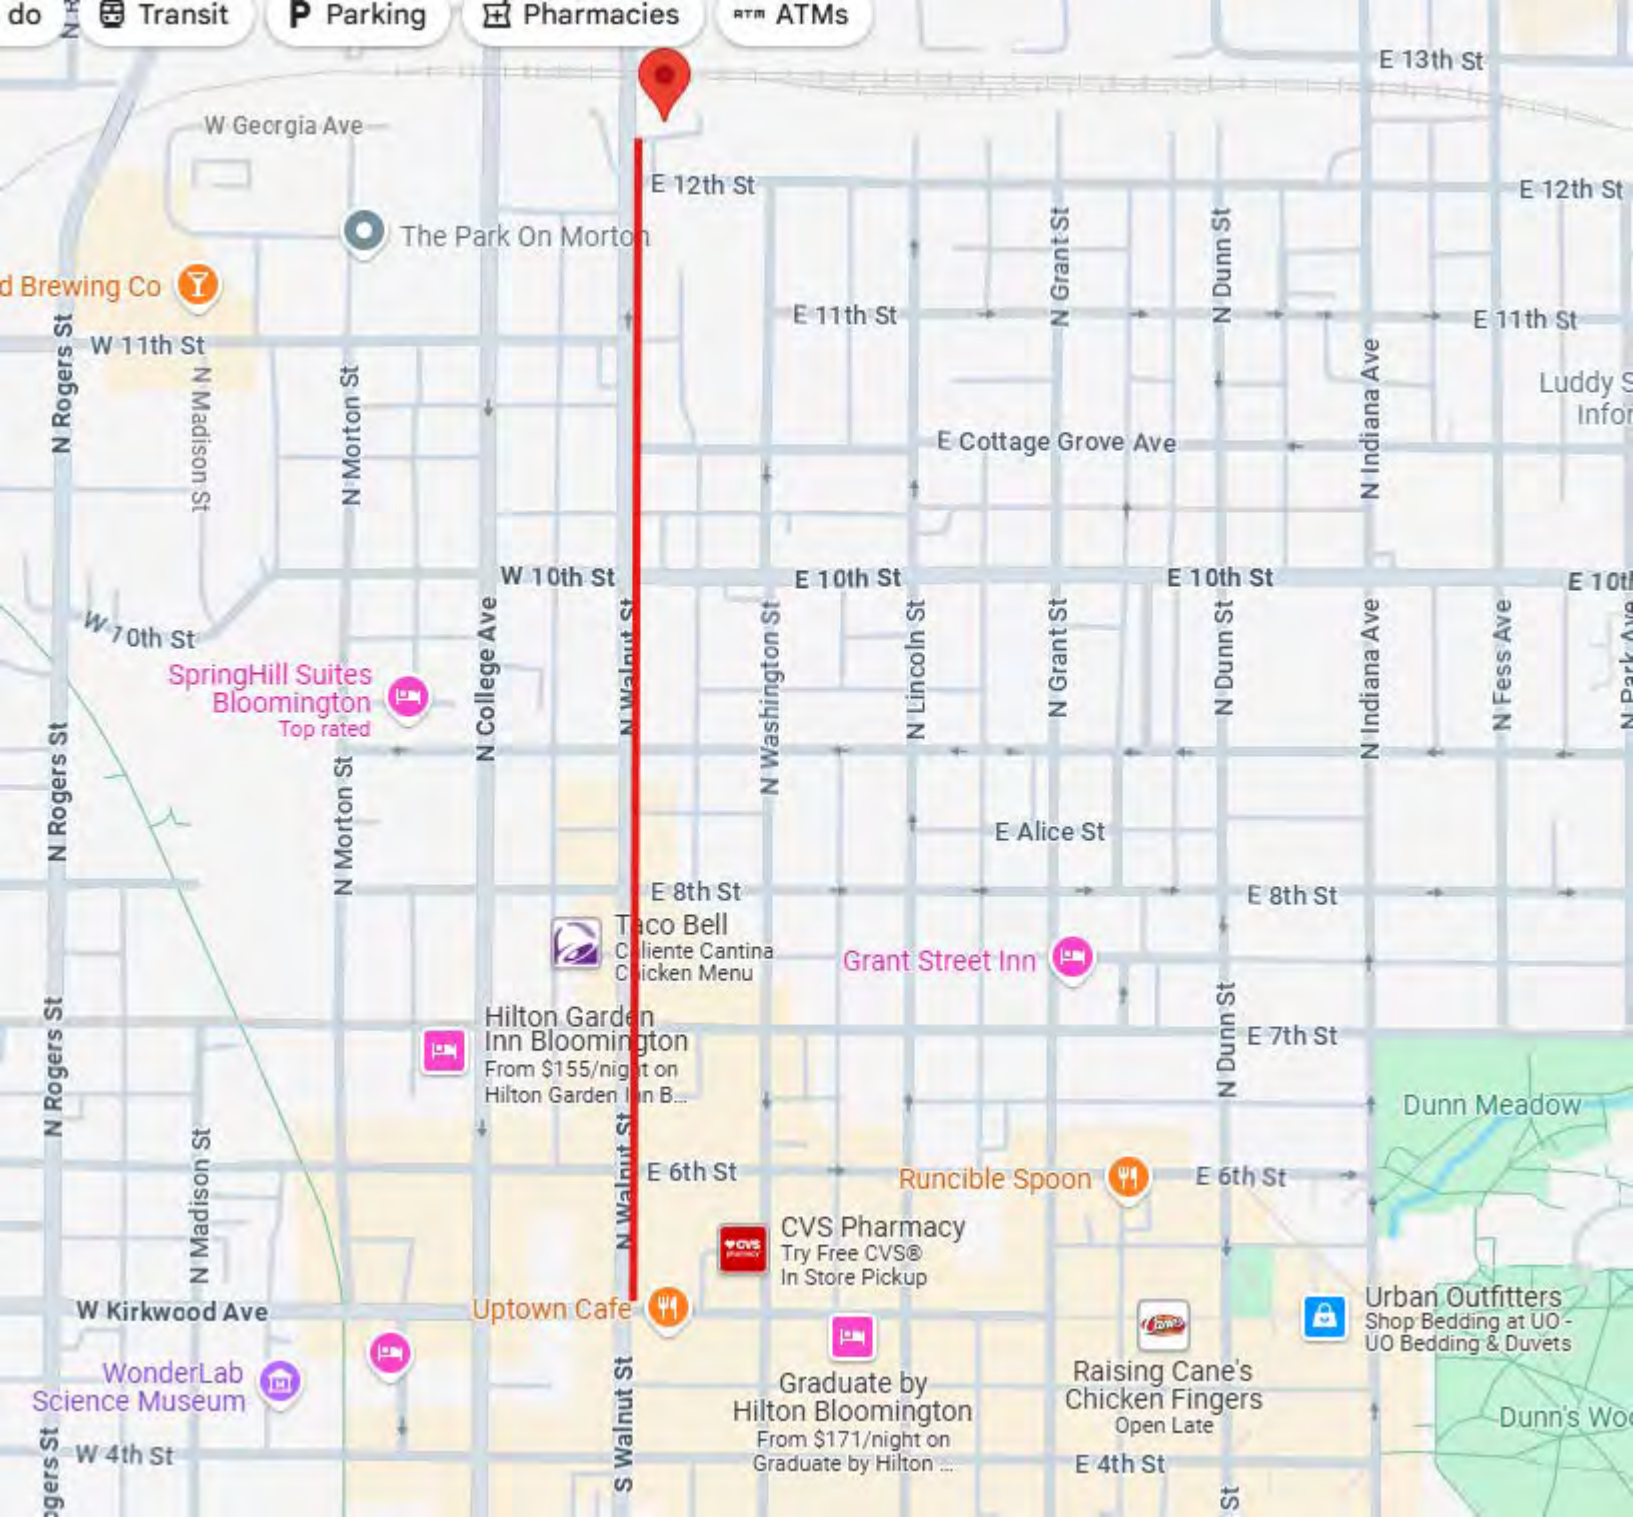 do
Transit
Parking
Pharmacies
ATM ATMs
E 13th St
W Georgia Ave
E 12th St
E 12th St
The Park On Morton
N Grant St
N Dunn St
d Brewing Co
E 11th St
E 11th St
W 11th St
N Rogers St
N Madison St
N Morton St
N Indiana Ave
Luddy S
Infor
E Cottage Grove Ave
W 10th St
E 10th St
E 10th St
E 10th
W 10th St
N College Ave
N Walnut St
N Washington St
N Lincoln St
N Grant St
N Dunn St
N Indiana Ave
N Fess Ave
N Park Ave
SpringHill Suites
Bloomington
Top rated
N Rogers St
N Morton St
E Alice St
E 8th St
E 8th St
Taco Bell
Caliente Cantina
Chicken Menu
Grant Street Inn
N Dunn St
N Rogers St
Hilton Garden
Inn Bloomington
From $155/night on
Hilton Garden Inn B...
E 7th St
Dunn Meadow
N Madison St
N Walnut St
E 6th St
Runcible Spoon
E 6th St
CVS
pharmacy
CVS Pharmacy
Try Free CVS®
In Store Pickup
W Kirkwood Ave
Uptown Cafe
Urban Outfitters
Shop Bedding at UO -
UO Bedding & Duvets
WonderLab
Science Museum
S Walnut St
Graduate by
Hilton Bloomington
From $171/night on
Graduate by Hilton ...
Raising Cane's
Chicken Fingers
Open Late
Dunn's Woo
W 4th St
E 4th St
ogers St
St